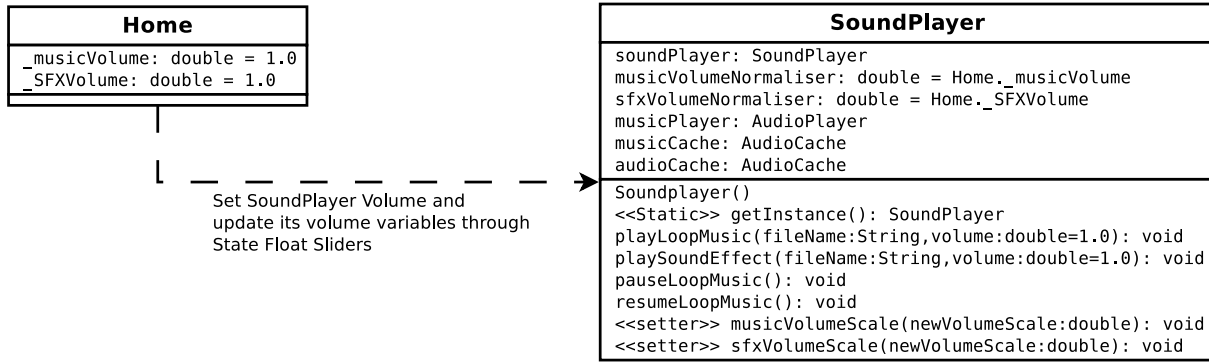 Home
_musicVolume: double = 1.0
_SFXVolume: double = 1.0
Set SoundPlayer Volume and
update its volume variables through
State Float Sliders
SoundPlayer
soundPlayer: SoundPlayer
musicVolumeNormaliser: double = Home._musicVolume
sfxVolumeNormaliser: double = Home._SFXVolume
musicPlayer: AudioPlayer
musicCache: AudioCache
audioCache: AudioCache
Soundplayer()
<<Static>> getInstance(): SoundPlayer
playLoopMusic(fileName:String,volume:double=1.0): void
playSoundEffect(fileName:String,volume:double=1.0): void
pauseLoopMusic(): void
resumeLoopMusic(): void
<<setter>> musicVolumeScale(newVolumeScale:double): void
<<setter>> sfxVolumeScale(newVolumeScale:double): void